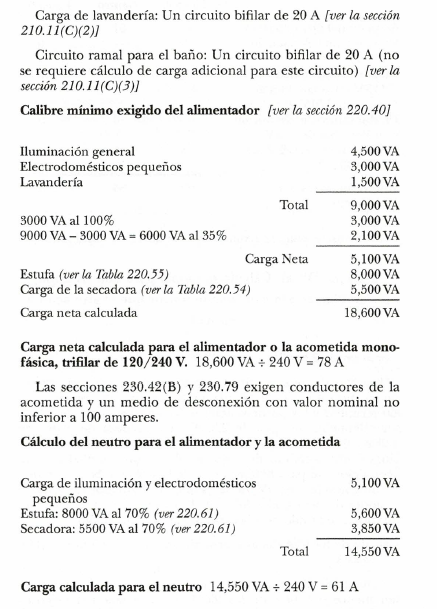 Carga de lavandería: Un circuito bifilar de 20 A [ver la sección
210.11(C)(2)]
Circuito ramal para el baño: Un circuito bifilar de 20 A (no
se requiere cálculo de carga adicional para este circuito) [ver la
sección 210.11(C)(3)]
Calibre mínimo exigido del alimentador [ver la sección 220.40]
Iluminación general 4,500 VA
Electrodomésticos pequeños 3,000 VA
Lavandería 1,500 VA
Total 9,000 VA
3000 VA al 100% 3,000 VA
9000 VA – 3000 VA = 6000 VA al 35% 2,100 VA
Carga Neta 5,100 VA
Estufa (ver la Tabla 220.55) 8,000 VA
Carga de la secadora (ver la Tabla 220.54) 5,500 VA
Carga neta calculada 18,600 VA
Carga neta calculada para el alimentador o la acometida mono-
fásica, trifilar de 120/240 V. 18,600 VA ÷ 240 V = 78 A
Las secciones 230.42(B) y 230.79 exigen conductores de la
acometida y un medio de desconexión con valor nominal no
inferior a 100 amperes.
Cálculo del neutro para el alimentador y la acometida
Carga de iluminación y electrodomésticos 5,100 VA
pequeños
Estufa: 8000 VA al 70% (ver 220.61) 5,600 VA
Secadora: 5500 VA al 70% (ver 220.61) 3,850 VA
Total 14,550 VA
Carga calculada para el neutro 14,550 VA ÷ 240 V = 61 A